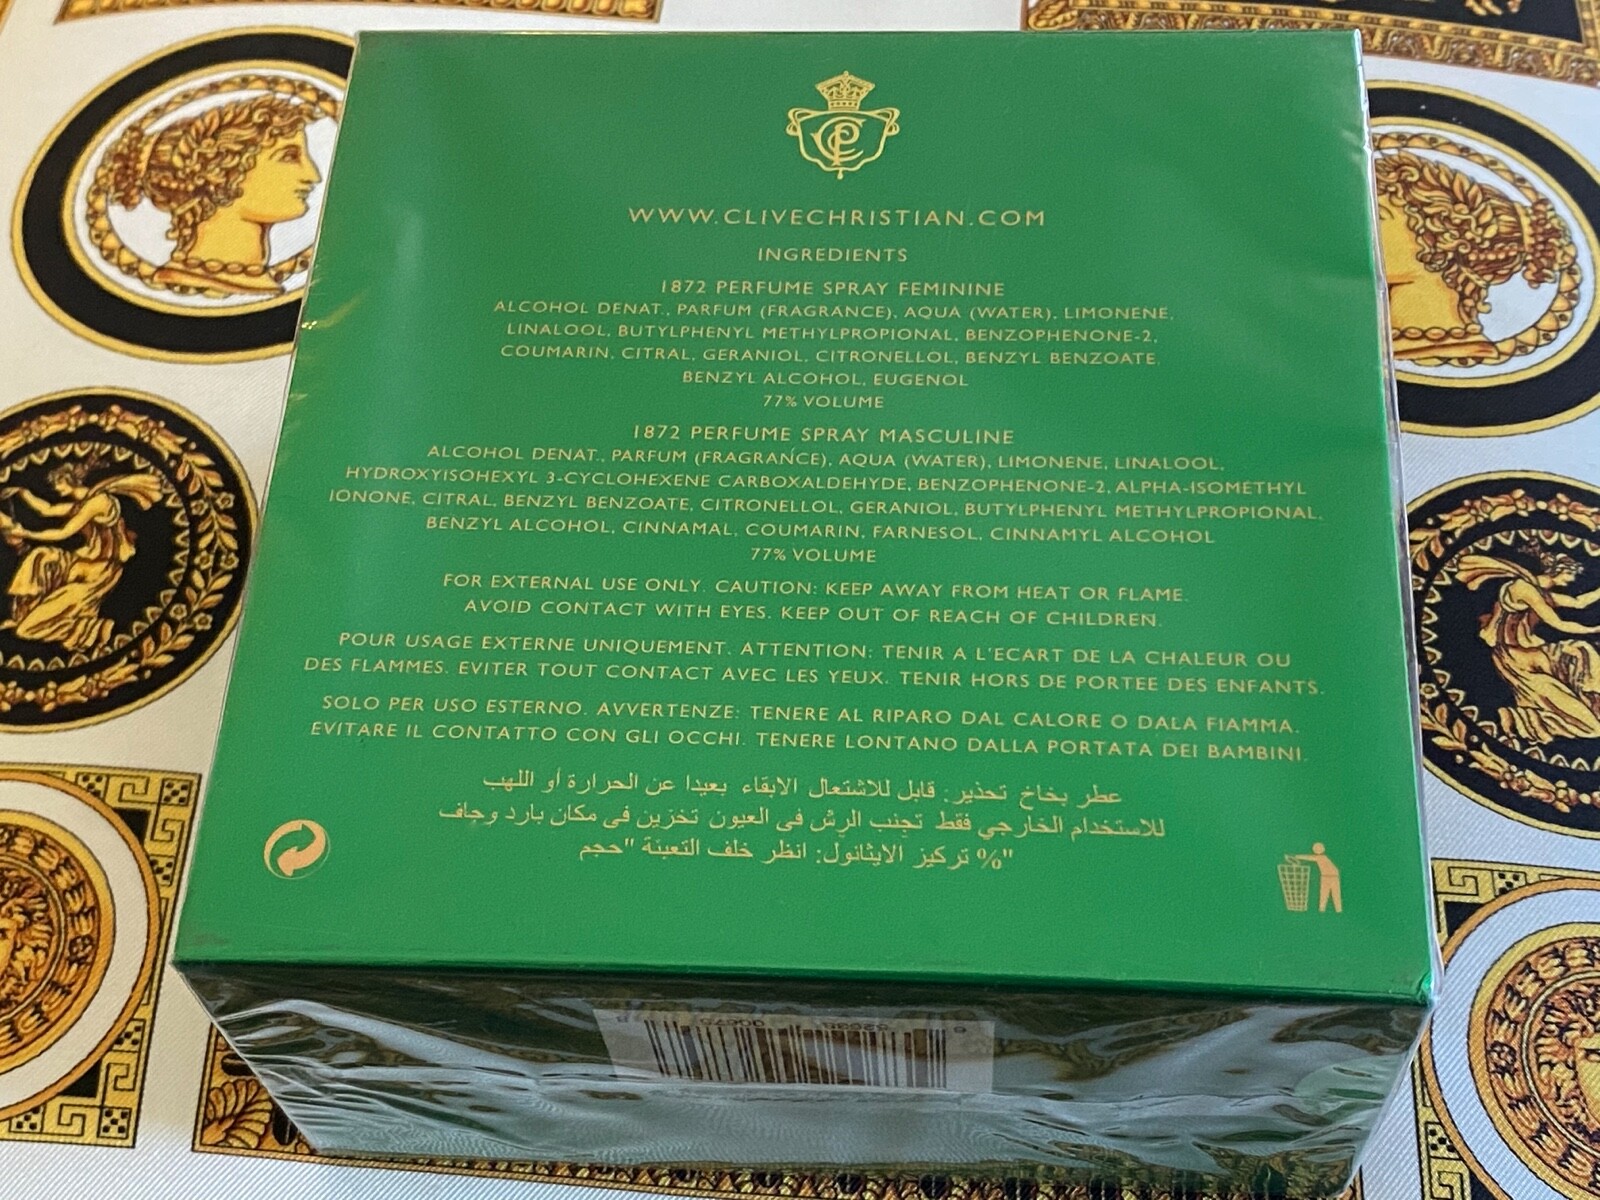 WWW.CLIVECHRISTIAN.COM
INGREDIENTS
1872 PERFUME SPRAY FEMININE
ALCOHOL DENAT., PARFUM (FRAGRANCE), AQUA (WATER), LIMONENE,
LINALOOL, BUTYLPHENYL METHYLPROPIONAL, BENZOPHENONE-2,
COUMARIN, CITRAL, GERANIOL, CITRONELLOL, BENZYL BENZOATE,
BENZYL ALCOHOL, EUGENOL
77% VOLUME
1872 PERFUME SPRAY MASCULINE
ALCOHOL DENAT., PARFUM (FRAGRANCE), AQUA (WATER), LIMONENE, LINALOOL,
HYDROXYISOHEXYL 3-CYCLOHEXENE CARBOXALDEHYDE, BENZOPHENONE-2, ALPHA-ISOMETHYL
IONONE, CITRAL, BENZYL BENZOATE, CITRONELLOL, GERANIOL, BUTYLPHENYL METHYLPROPIONAL,
BENZYL ALCOHOL, CINNAMAL, COUMARIN, FARNESOL, CINNAMYL ALCOHOL
77% VOLUME
FOR EXTERNAL USE ONLY. CAUTION: KEEP AWAY FROM HEAT OR FLAME.
AVOID CONTACT WITH EYES. KEEP OUT OF REACH OF CHILDREN.
POUR USAGE EXTERNE UNIQUEMENT. ATTENTION: TENIR A L'ECART DE LA CHALEUR OU
DES FLAMMES. EVITER TOUT CONTACT AVEC LES YEUX. TENIR HORS DE PORTEE DES ENFANTS.
SOLO PER USO ESTERNO. AVVERTENZE: TENERE AL RIPARO DAL CALORE O DALA FIAMMA.
EVITARE IL CONTATTO CON GLI OCCHI. TENERE LONTANO DALLA PORTATA DEI BAMBINI.
عطر بخاخ تحذير: قابل للاشتعال الابقاء بعيدا عن الحرارة أو اللهب
للاستخدام الخارجي فقط تجنب الرش فى العيون تخزين فى مكان بارد وجاف
"% تركيز الايثانول: انظر خلف التعبئة "حجم